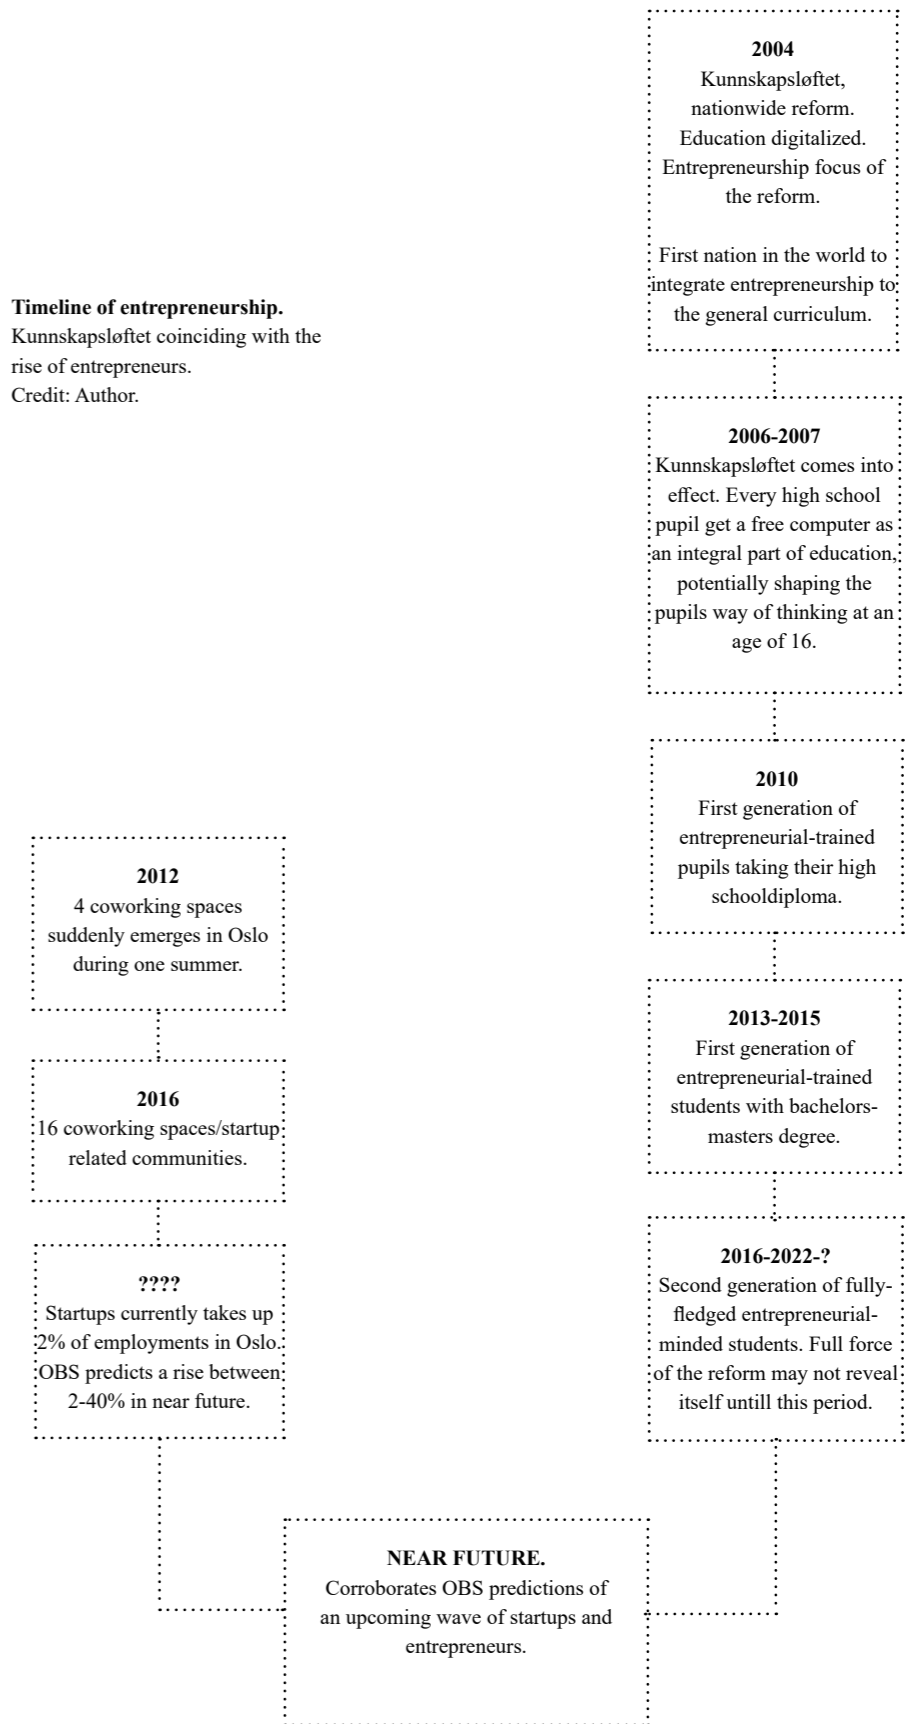 Timeline of entrepreneurship.
Kunnskapsløftet coinciding with the
rise of entrepreneurs.
Credit: Author.
2004
Kunnskapsløftet,
nationwide reform.
Education digitalized.
Entrepreneurship focus of
the reform.
First nation in the world to
integrate entrepreneurship to
the general curriculum.
2006-2007
Kunnskapsløftet comes into
effect. Every high school
pupil get a free computer as
an integral part of education,
potentially shaping the
pupils way of thinking at an
age of 16.
2010
First generation of
entrepreneurial-trained
pupils taking their high
schooldiploma.
2013-2015
First generation of
entrepreneurial-trained
students with bachelors-
masters degree.
2016-2022-?
Second generation of fully-
fledged entrepreneurial-
minded students. Full force
of the reform may not reveal
itself untill this period.
2012
4 coworking spaces
suddenly emerges in Oslo
during one summer.
2016
16 coworking spaces/startup
related communities.
????
Startups currently takes up
2% of employments in Oslo.
OBS predicts a rise between
2-40% in near future.
NEAR FUTURE.
Corroborates OBS predictions of
an upcoming wave of startups and
entrepreneurs.